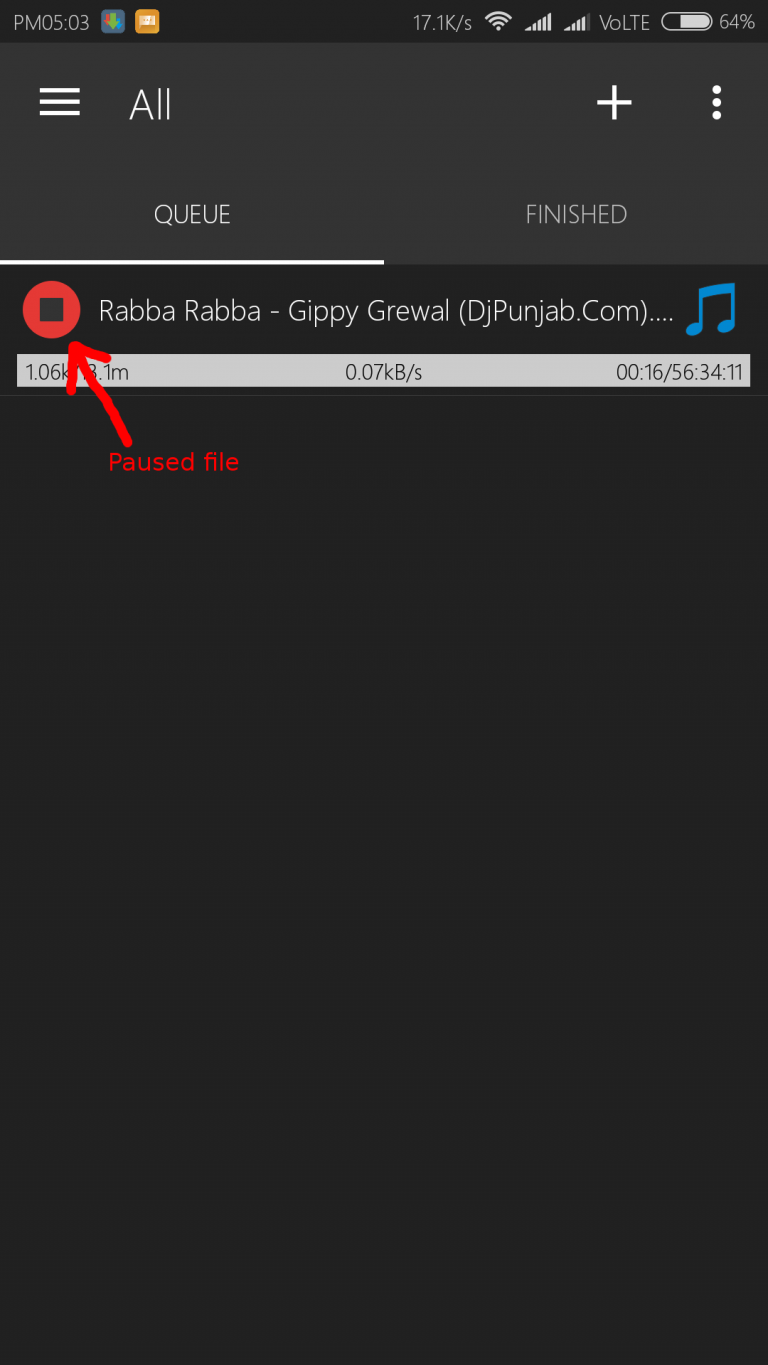 PM05:03 17.1K/s VoLTE 64%
All
QUEUE FINISHED
Rabba Rabba - Gippy Grewal (DjPunjab.Com)....
1.06k 3.1m 0.07kB/s 00:16/56:34:11
Paused file